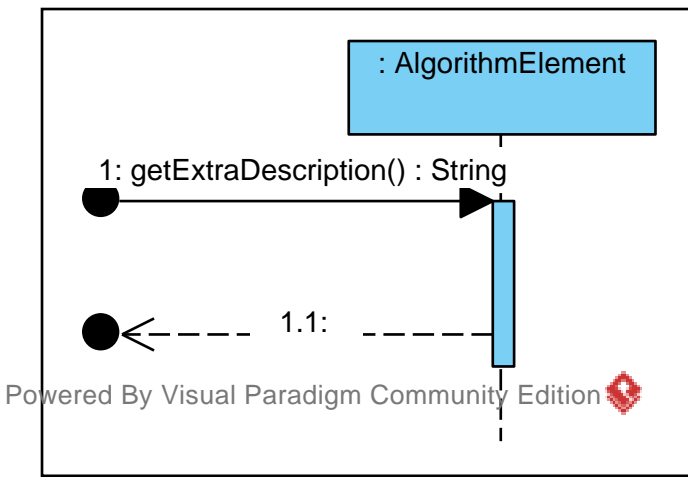 : AlgorithmElement
1: getExtraDescription() : String
1.1:
Powered By Visual Paradigm Community Edition